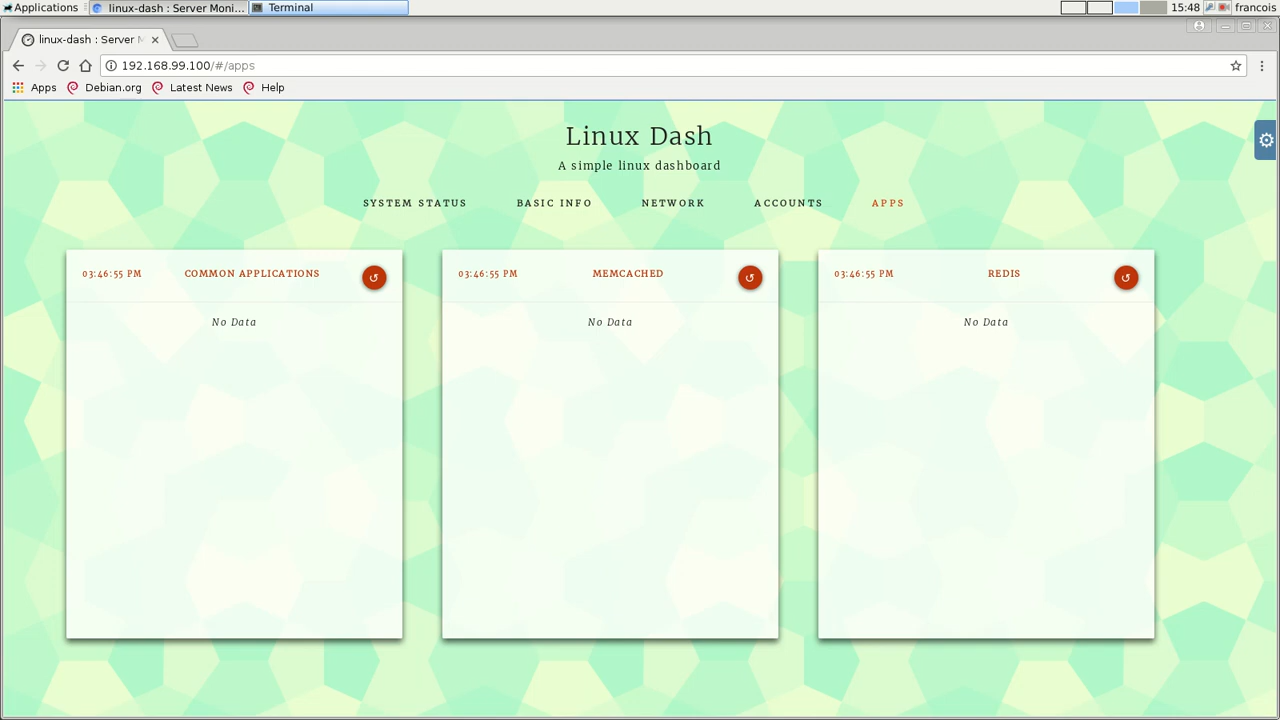 Applications linux-dash : Server Moni... Terminal 15:48 francois
linux-dash : Server M
192.168.99.100/#/apps
Apps Debian.org Latest News Help
Linux Dash
A simple linux dashboard
SYSTEM STATUS BASIC INFO NETWORK ACCOUNTS APPS
03:46:55 PM COMMON APPLICATIONS
No Data
03:46:55 PM MEMCACHED
No Data
03:46:55 PM REDIS
No Data